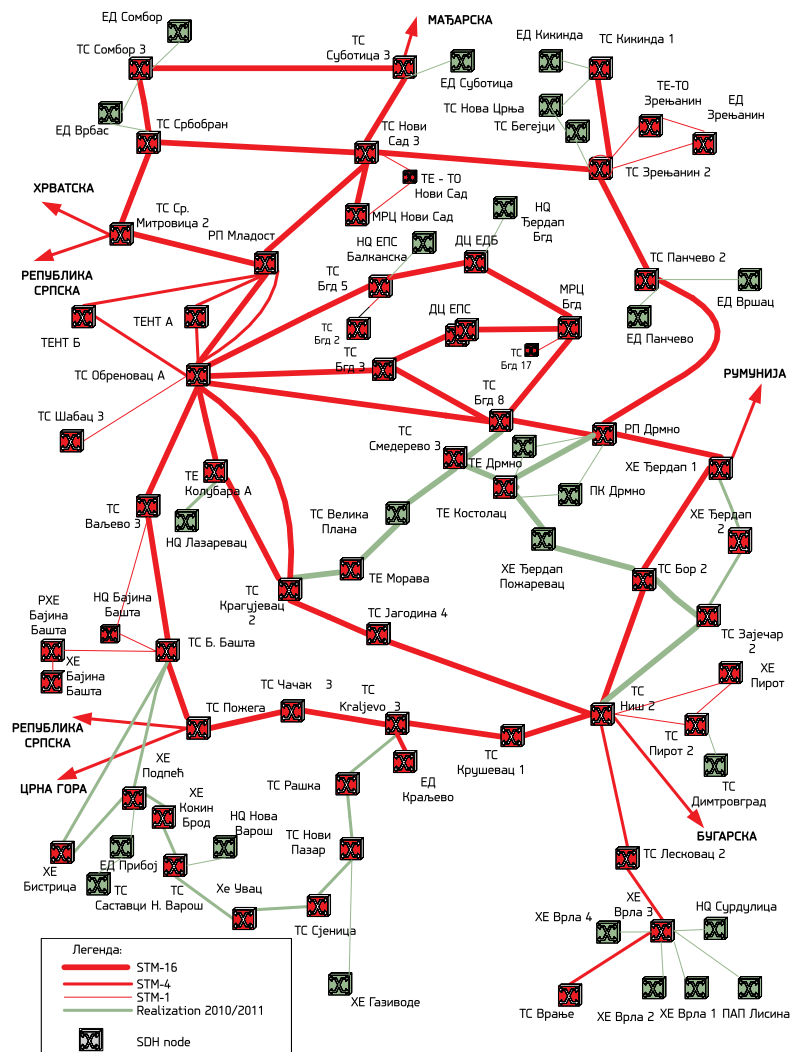 ЕД Сомбор
ТС Сомбор 3
ТС
Суботица 3
МАЂАРСКА
ЕД Суботица
ЕД Кикинда
ТС Кикинда 1
ТС Нова Црња
ТС Бегејци
ТЕ-ТО
Зрењанин
ЕД
Зрењанин
ЕД Врбас
ТС Србобран
ТС Нови
Сад 3
ТЕ - ТО
Нови Сад
МРЦ Нови Сад
ТС Зрењанин 2
ХРВАТСКА
ТС Ср.
Митровица 2
РП Младост
РЕПУБЛИКА
СРПСКА
HQ ЕПС
Балканска
ДЦ ЕДБ
HQ
Ђердап
Бгд
ТС Панчево 2
ЕД Вршац
ЕД Панчево
ТЕНТ Б
ТЕНТ А
ТС
Бгд 5
ТС
Бгд 2
ДЦ ЕПС
МРЦ
Бгд
ТС
Бгд 17
ТС
Бгд 3
ТС Обреновац А
ТС
Бгд 8
РУМУНИЈА
ТС Шабац 3
ТС
Смедерево 3
ТЕ Дрмно
РП Дрмно
ХЕ Ђердап 1
ТЕ
Колубара А
HQ Лазаревац
ТС
Ваљево 3
ТС Велика
Плана
ТЕ Костолац
ПК Дрмно
ХЕ Ђердап
2
ХЕ Ђердап
Пожаревац
ТЕ Морава
ТС Бор 2
ТС
Крагујевац
2
ТС Јагодина 4
ТС Зајечар
2
РХЕ
Бајина
Башта
HQ Бајина
Башта
ХЕ
Бајина
Башта
ТС Б. Башта
ТС
Ниш 2
ХЕ
Пирот
ТС
Пирот 2
ТС
Димтровград
РЕПУБЛИКА
СРПСКА
ЦРНА ГОРА
ТС Пожега
ТС Чачак 3
ТС
Kraljevo 3
ТС
Крушевац 1
ЕД
Краљево
БУГАРСКА
ХЕ
Подпећ
ХЕ
Кокин
Брод
HQ Нова
Варош
ТС Рашка
ТС Нови
Пазар
ТС Лесковац 2
ХЕ
Бистрица
ЕД Прибој
ТС
Саставци
ТС
Н. Варош
Хе Увац
ТС Сјеница
ХЕ Газиводе
ХЕ Врла 4
ХЕ
Врла 3
HQ Сурдулица
ТС Врање
ХЕ Врла 2
ХЕ Врла 1
ПАП Лисина
Легенда:
STM-16
STM-4
STM-1
Realization 2010/2011
SDH node